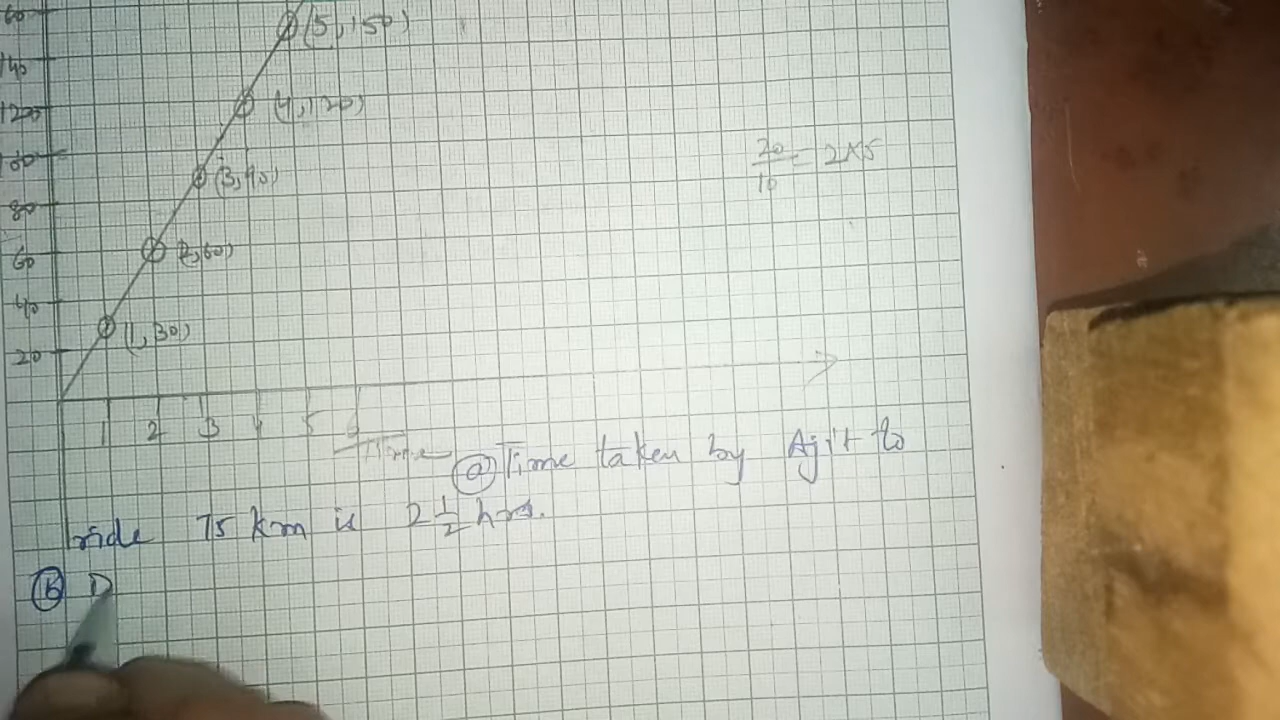 60
(5,150)
140
120
(4,120)
100
(3,90)
20/10 = 2×5
80
60
(2,60)
40
(1,30)
20
1 2 3 4 5 6
Time
ⓐ Time taken by Ajit to
ride 75 km is 2 1/2 hrs.
ⓑ D